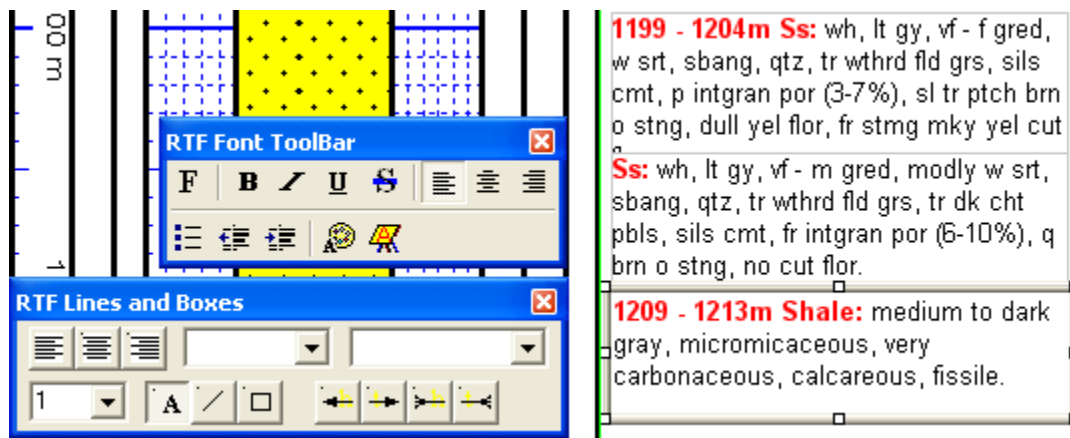 00 m
1
RTF Font ToolBar
F B I U S
A
RTF Lines and Boxes
1
A
1199 - 1204m Ss: wh, lt gy, vf - f gred,
w srt, sbang, qtz, tr wthrd fld grs, sils
cmt, p intgran por (3-7%), sl tr ptch brn
o stng, dull yel flor, fr stmg mky yel cut
Ss: wh, lt gy, vf - m gred, modly w srt,
sbang, qtz, tr wthrd fld grs, tr dk cht
pbls, sils cmt, fr intgran por (6-10%), q
brn o stng, no cut flor.
1209 - 1213m Shale: medium to dark
gray, micromicaceous, very
carbonaceous, calcareous, fissile.